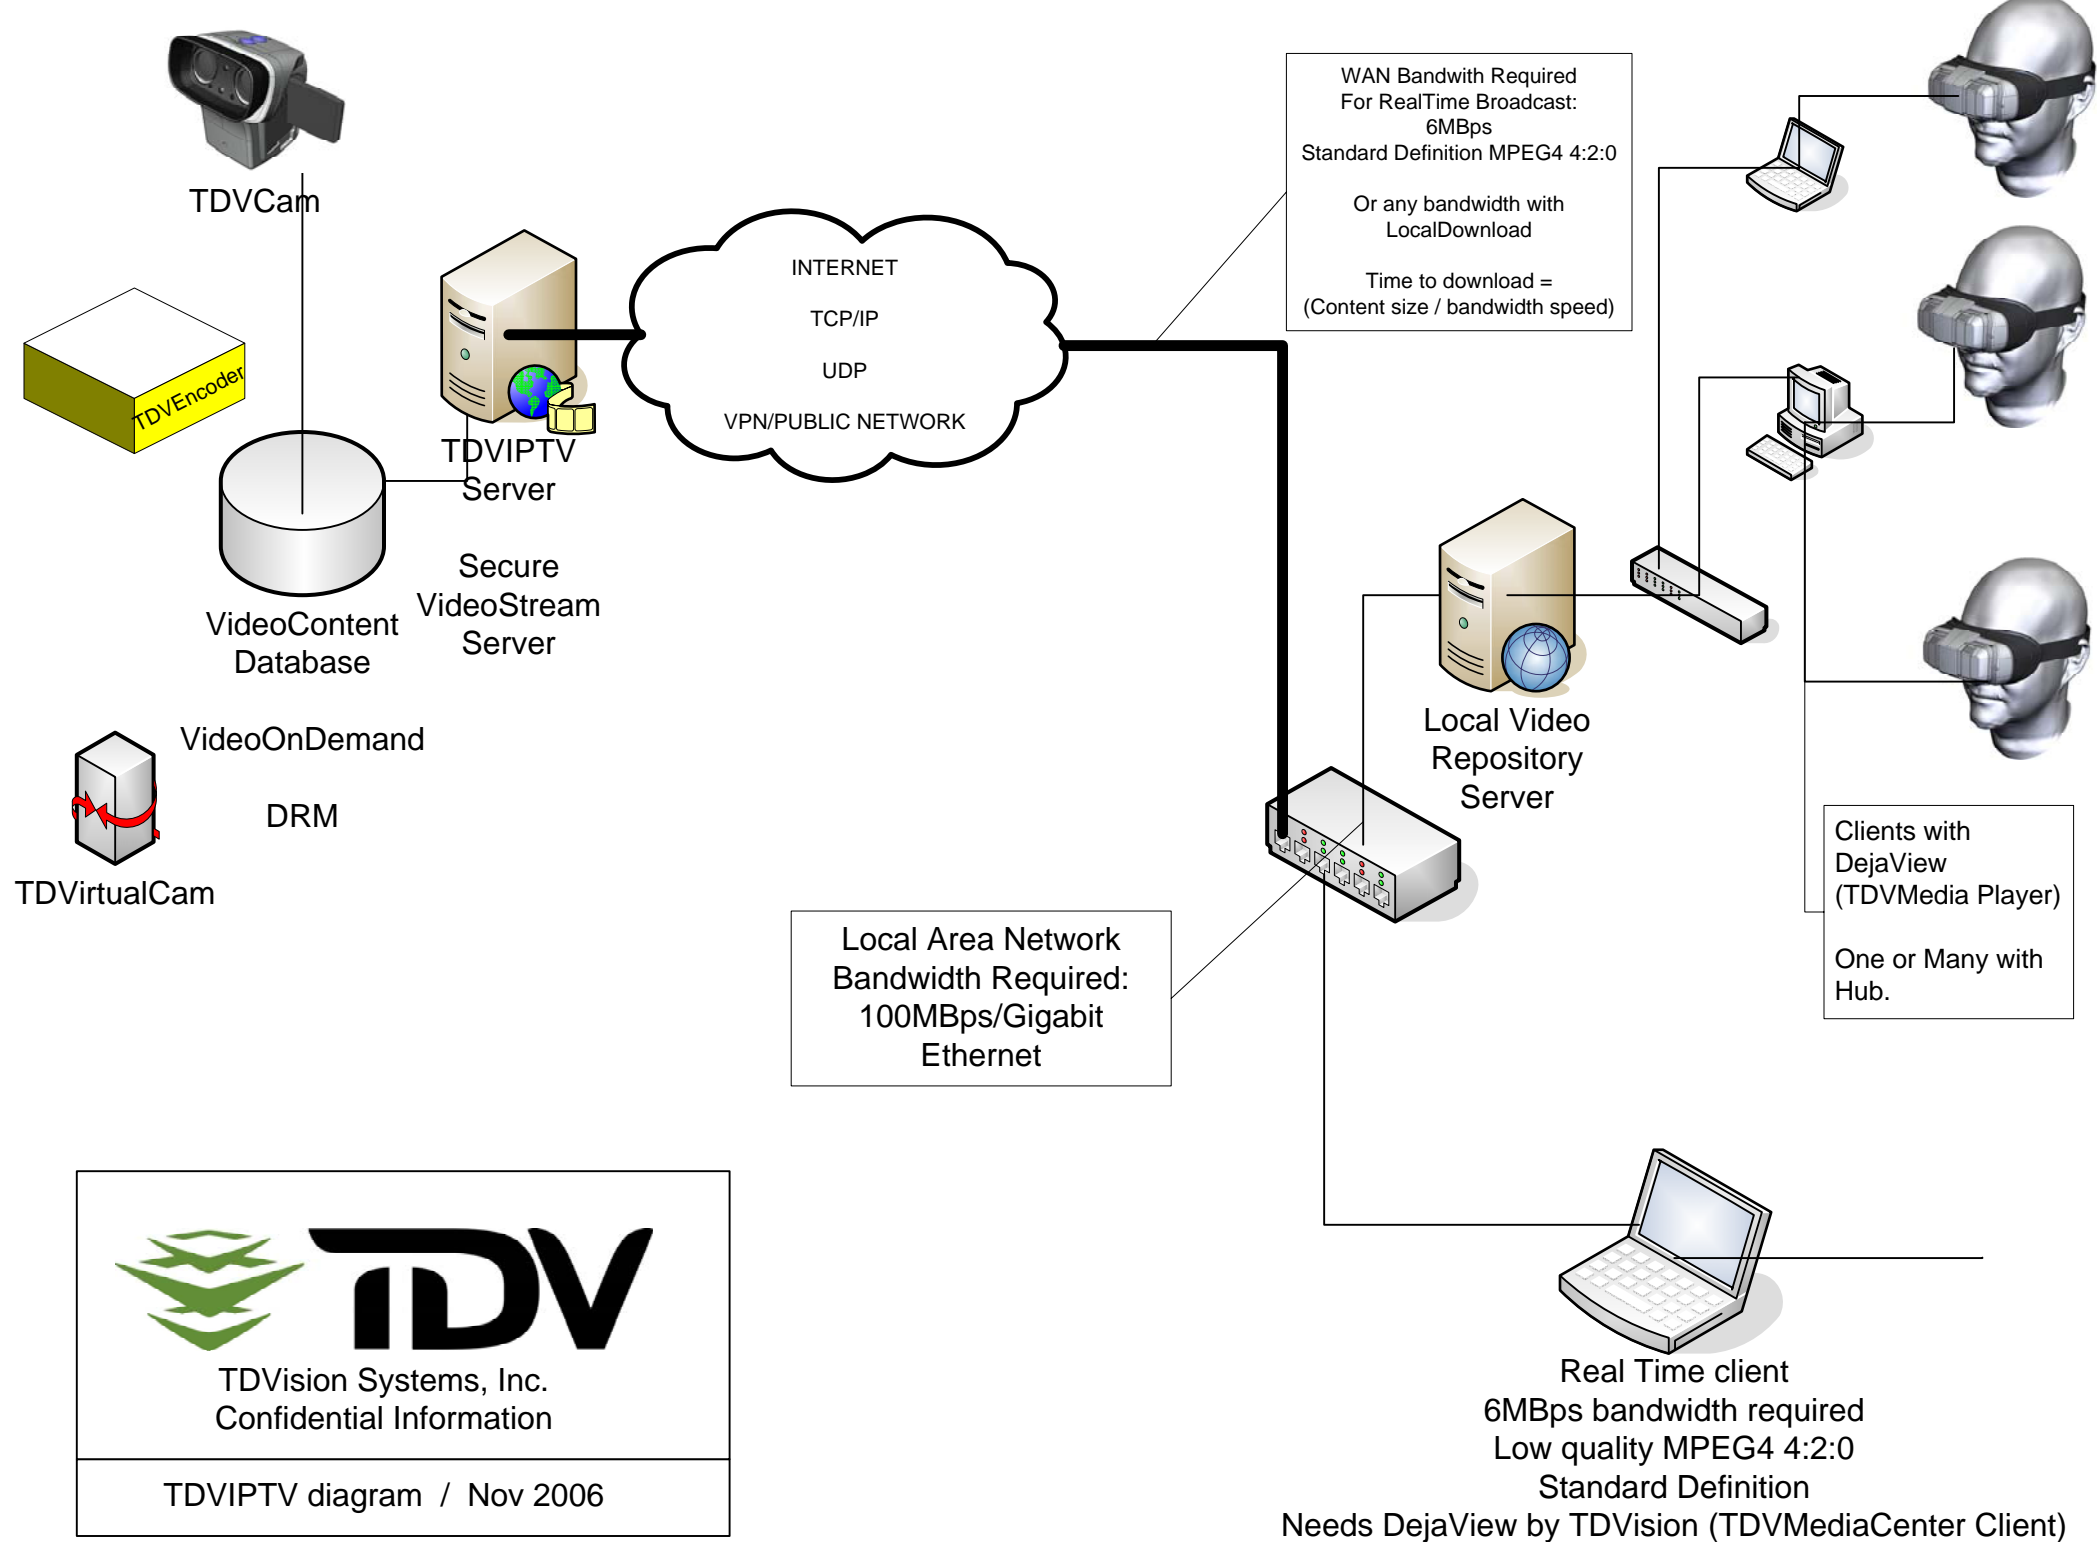 TDVCam
TDVEncoder
VideoContent
Database
VideoOnDemand
DRM
TDVirtualCam
TDVIPTV
Server
Secure
VideoStream
Server
INTERNET
TCP/IP
UDP
VPN/PUBLIC NETWORK
WAN Bandwith Required
For RealTime Broadcast:
6MBps
Standard Definition MPEG4 4:2:0
Or any bandwidth with
LocalDownload
Time to download =
(Content size / bandwidth speed)
Local Video
Repository
Server
Clients with
DejaView
(TDVMedia Player)
One or Many with
Hub.
Local Area Network
Bandwidth Required:
100MBps/Gigabit
Ethernet
TDV
TDVision Systems, Inc.
Confidential Information
TDVIPTV diagram / Nov 2006
Real Time client
6MBps bandwidth required
Low quality MPEG4 4:2:0
Standard Definition
Needs DejaView by TDVision (TDVMediaCenter Client)